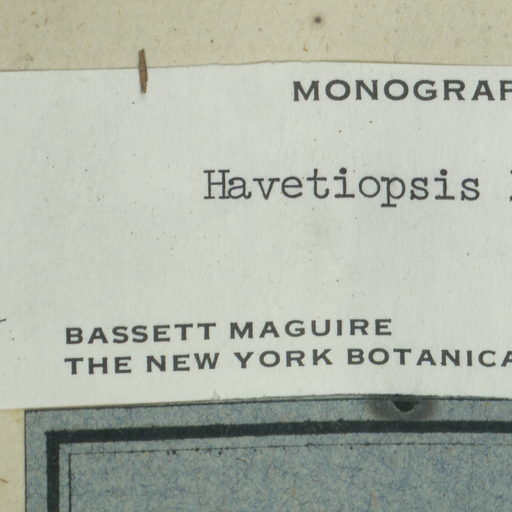 MONOGRAP
Havetiopsis
BASSETT MAGUIRE
THE NEW YORK BOTANICA